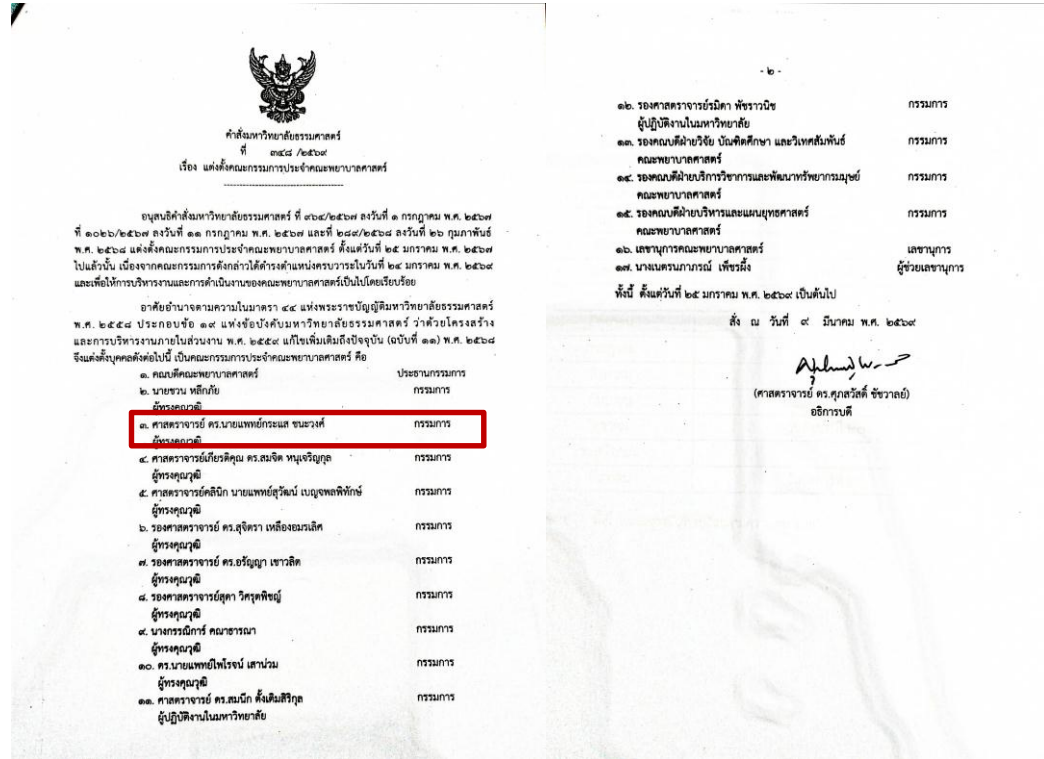 คำสั่งมหาวิทยาลัยธรรมศาสตร์
ที่ ๓๔๘ /๒๕๖๙
เรื่อง แต่งตั้งคณะกรรมการประจำคณะพยาบาลศาสตร์
อนุสนธิคำสั่งมหาวิทยาลัยธรรมศาสตร์ ที่ ๙๖๔/๒๕๖๗ ลงวันที่ ๑ กรกฎาคม พ.ศ. ๒๕๖๗
ที่ ๑๐๒๖/๒๕๖๗ ลงวันที่ ๑๑ กรกฎาคม พ.ศ. ๒๕๖๗ และที่ ๒๘๙/๒๕๖๘ ลงวันที่ ๒๖ กุมภาพันธ์
พ.ศ. ๒๕๖๘ แต่งตั้งคณะกรรมการประจำคณะพยาบาลศาสตร์ ตั้งแต่วันที่ ๒๕ มกราคม พ.ศ. ๒๕๖๗
ไปแล้วนั้น เนื่องจากคณะกรรมการดังกล่าวได้ดำรงตำแหน่งครบวาระในวันที่ ๒๔ มกราคม พ.ศ. ๒๕๖๙
และเพื่อให้การบริหารงานและการดำเนินงานของคณะพยาบาลศาสตร์เป็นไปโดยเรียบร้อย
อาศัยอำนาจตามความในมาตรา ๔๔ แห่งพระราชบัญญัติมหาวิทยาลัยธรรมศาสตร์
พ.ศ. ๒๕๕๘ ประกอบข้อ ๑๙ แห่งข้อบังคับมหาวิทยาลัยธรรมศาสตร์ ว่าด้วยโครงสร้าง
และการบริหารงานภายในส่วนงาน พ.ศ. ๒๕๕๙ แก้ไขเพิ่มเติมถึงปัจจุบัน (ฉบับที่ ๑๑) พ.ศ. ๒๕๖๘
จึงแต่งตั้งบุคคลดังต่อไปนี้ เป็นคณะกรรมการประจำคณะพยาบาลศาสตร์ คือ
๑. คณบดีคณะพยาบาลศาสตร์ ประธานกรรมการ
๒. นายชวน หลีกภัย กรรมการ
ผู้ทรงคุณวุฒิ
๓. ศาสตราจารย์ ดร.นายแพทย์กระแส ชนะวงศ์ กรรมการ
ผู้ทรงคุณวุฒิ
๔. ศาสตราจารย์เกียรติคุณ ดร.สมจิต หนุเจริญกุล กรรมการ
ผู้ทรงคุณวุฒิ
๕. ศาสตราจารย์คลินิก นายแพทย์สุวัฒน์ เบญจพลพิทักษ์ กรรมการ
ผู้ทรงคุณวุฒิ
๖. รองศาสตราจารย์ ดร.สุจิตรา เหลืองอมรเลิศ กรรมการ
ผู้ทรงคุณวุฒิ
๗. รองศาสตราจารย์ ดร.อรัญญา เชาวลิต กรรมการ
ผู้ทรงคุณวุฒิ
๘. รองศาสตราจารย์สุดา วิศรุตพิชญ์ กรรมการ
ผู้ทรงคุณวุฒิ
๙. นางกรรณิการ์ คณาธารณา กรรมการ
ผู้ทรงคุณวุฒิ
๑๐. ดร.นายแพทย์ไพโรจน์ เสาน่วม กรรมการ
ผู้ทรงคุณวุฒิ
๑๑. ศาสตราจารย์ ดร.สมนึก ตั้งเติมสิริกุล กรรมการ
ผู้ปฏิบัติงานในมหาวิทยาลัย
- ๒ -
๑๒. รองศาสตราจารย์รมิดา พัชราวนิช กรรมการ
ผู้ปฏิบัติงานในมหาวิทยาลัย
๑๓. รองคณบดีฝ่ายวิจัย บัณฑิตศึกษา และวิเทศสัมพันธ์ กรรมการ
คณะพยาบาลศาสตร์
๑๔. รองคณบดีฝ่ายบริการวิชาการและพัฒนาทรัพยากรมนุษย์ กรรมการ
คณะพยาบาลศาสตร์
๑๕. รองคณบดีฝ่ายบริหารและแผนยุทธศาสตร์ กรรมการ
คณะพยาบาลศาสตร์
๑๖. เลขานุการคณะพยาบาลศาสตร์ เลขานุการ
๑๗. นางเนตรนภาภรณ์ เพ็ชรผึ้ง ผู้ช่วยเลขานุการ
ทั้งนี้ ตั้งแต่วันที่ ๒๕ มกราคม พ.ศ. ๒๕๖๙ เป็นต้นไป
สั่ง ณ วันที่ ๙ มีนาคม พ.ศ. ๒๕๖๙
(ศาสตราจารย์ ดร.ศุภสวัสดิ์ ชัชวาลย์)
อธิการบดี